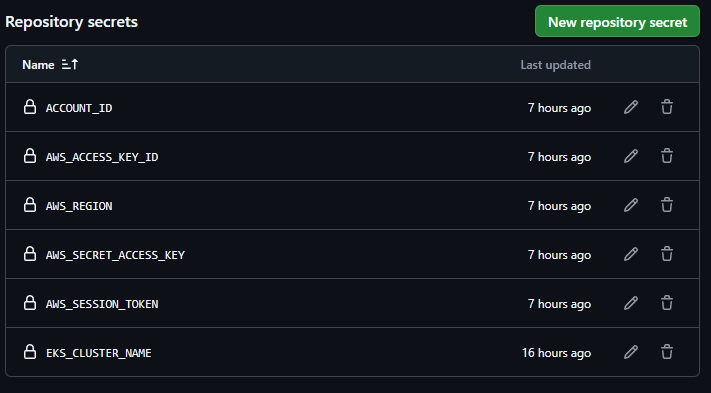 Repository secrets
New repository secret
Name
Last updated
ACCOUNT_ID
7 hours ago
AWS_ACCESS_KEY_ID
7 hours ago
AWS_REGION
7 hours ago
AWS_SECRET_ACCESS_KEY
7 hours ago
AWS_SESSION_TOKEN
7 hours ago
EKS_CLUSTER_NAME
16 hours ago